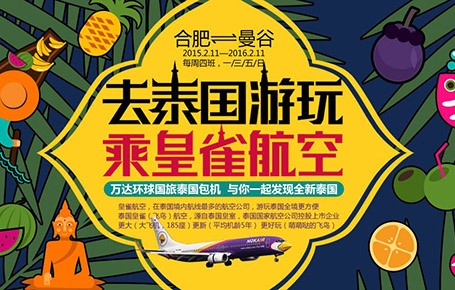 合肥⇌曼谷
2015.2.11—2016.2.11
每周四班,一/三/五/日
去泰国游玩
乘皇雀航空
万达环球国旅泰国包机 与你一起发现全新泰国
皇雀航空,在泰国境内航线最多的航空公司,游玩泰国全境更方便
泰国皇雀(飞鸟)航空,源自泰国皇室,泰国国家航空公司控股上市企业
更大(大飞机,185座)更新(平均机龄5年)更好玩(萌萌哒的飞鸟)
NOKAIR